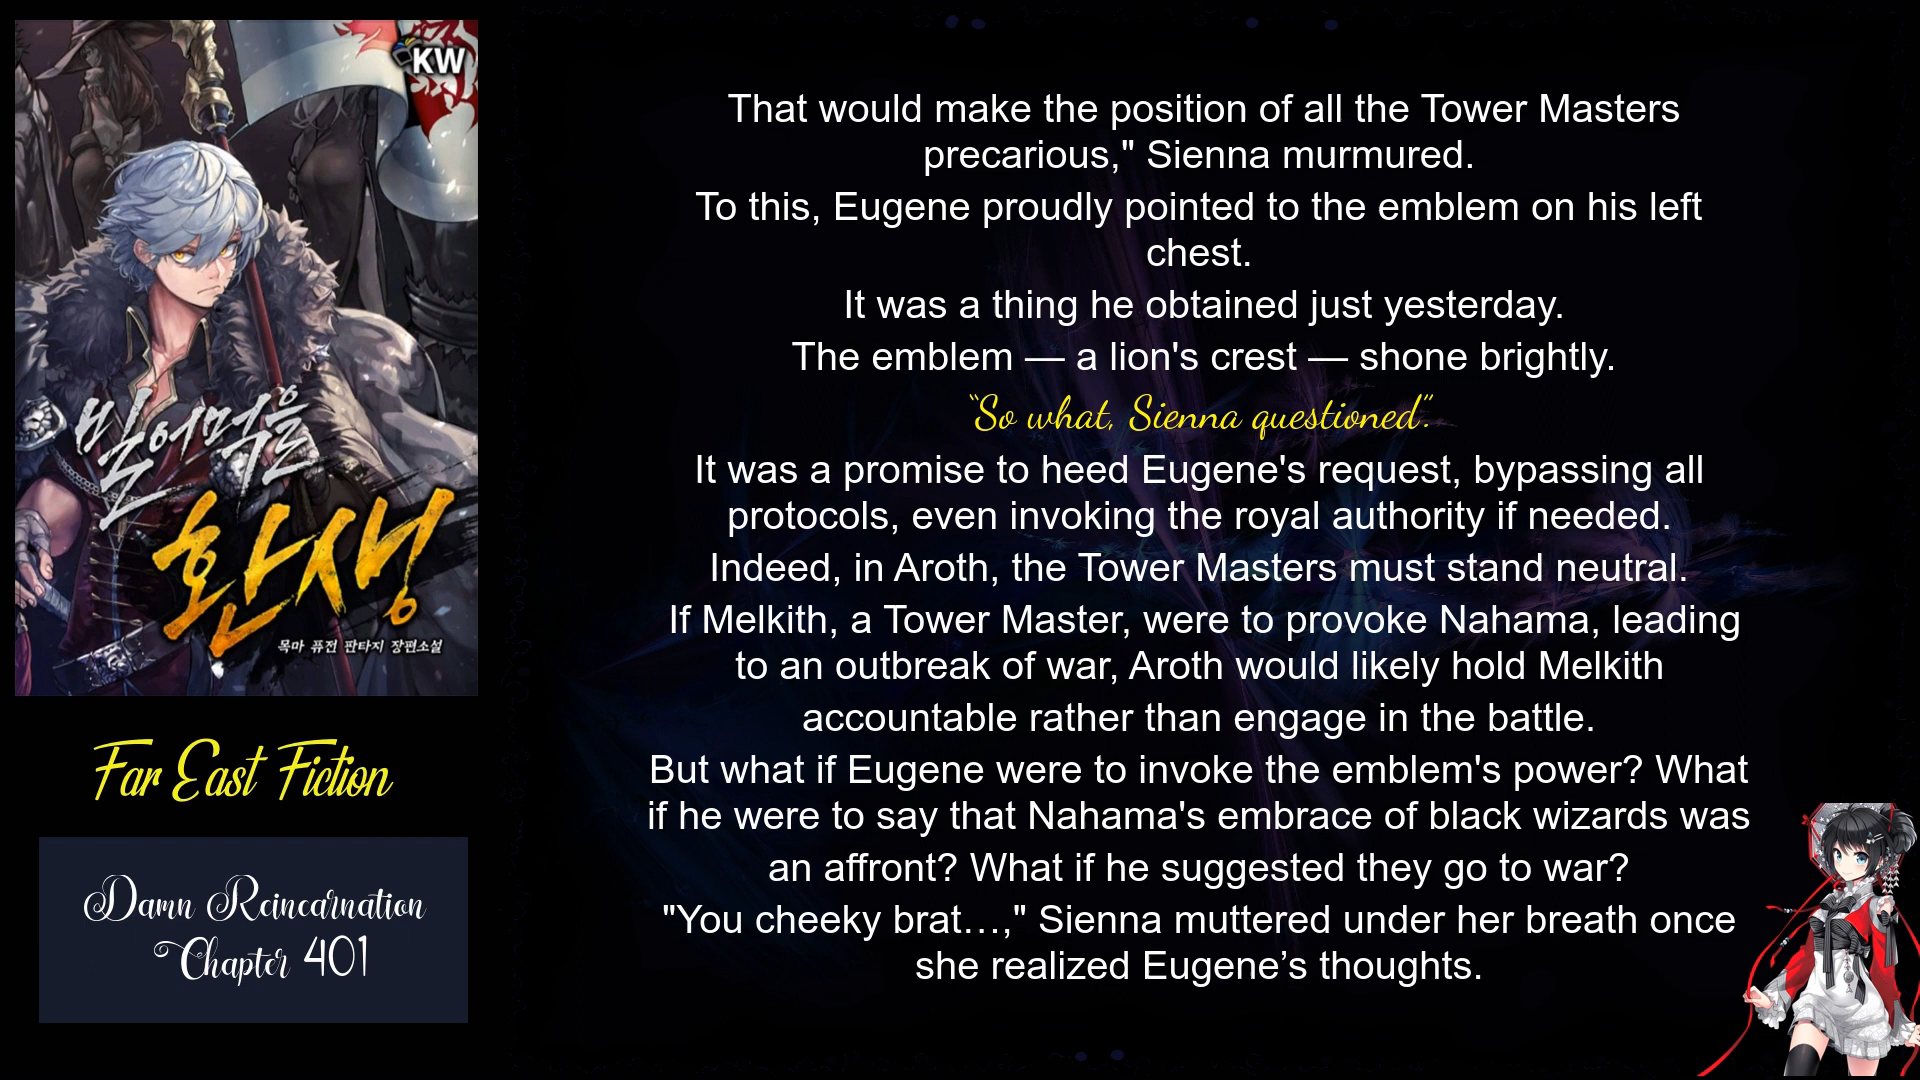 KW
빌어먹을
환생
목마 퓨전 판타지 장편소설
Far East Fiction
Damn Reincarnation
Chapter 401
That would make the position of all the Tower Masters
precarious," Sienna murmured.
To this, Eugene proudly pointed to the emblem on his left
chest.
It was a thing he obtained just yesterday.
The emblem — a lion's crest — shone brightly.
“So what, Sienna questioned”.
It was a promise to heed Eugene's request, bypassing all
protocols, even invoking the royal authority if needed.
Indeed, in Aroth, the Tower Masters must stand neutral.
If Melkith, a Tower Master, were to provoke Nahama, leading
to an outbreak of war, Aroth would likely hold Melkith
accountable rather than engage in the battle.
But what if Eugene were to invoke the emblem's power? What
if he were to say that Nahama's embrace of black wizards was
an affront? What if he suggested they go to war?
"You cheeky brat…," Sienna muttered under her breath once
she realized Eugene’s thoughts.